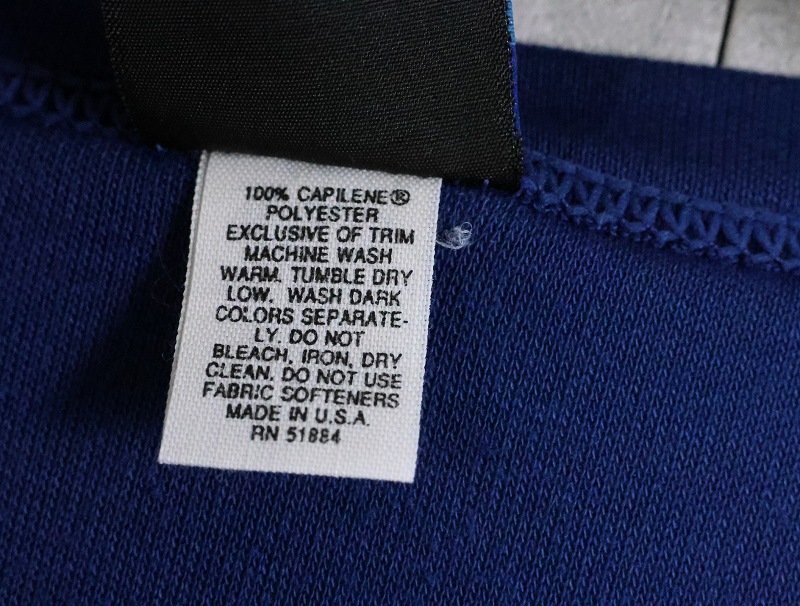 100% CAPILENE®
POLYESTER
EXCLUSIVE OF TRIM
MACHINE WASH
WARM. TUMBLE DRY
LOW. WASH DARK
COLORS SEPARATE-
LY. DO NOT
BLEACH, IRON, DRY
CLEAN. DO NOT USE
FABRIC SOFTENERS
MADE IN U.S.A.
RN 51884